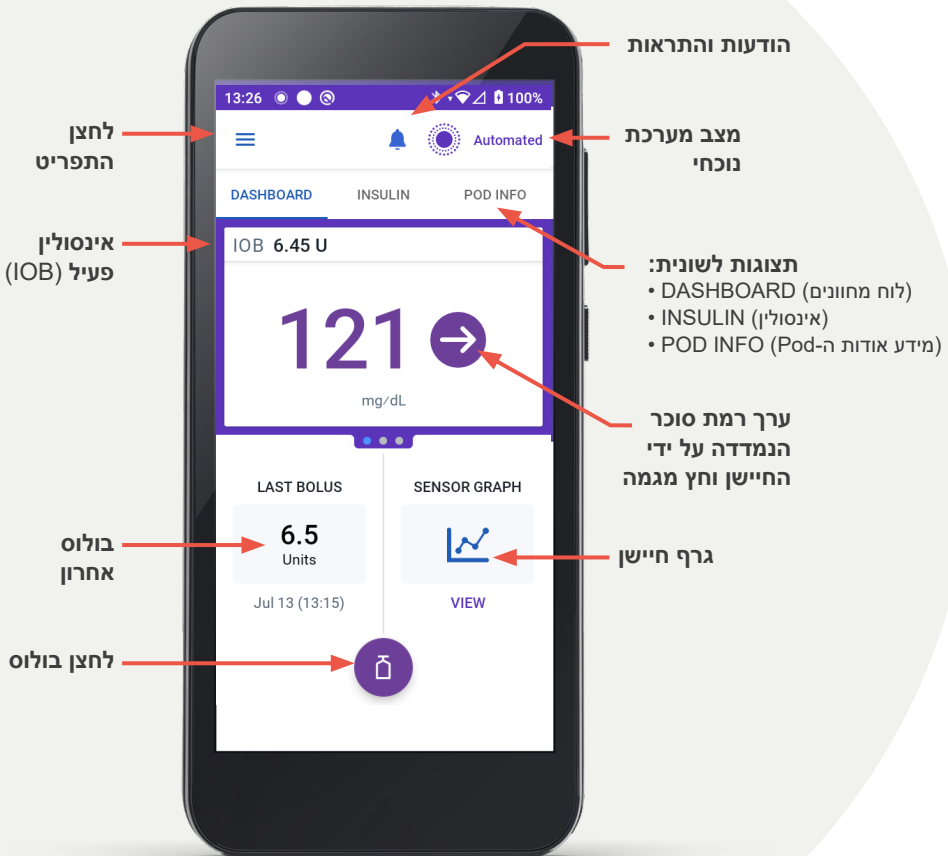 הודעות והתראות
13:26
100%
לחצן
התפריט
Automated
מצב מערכת
נוכחי
DASHBOARD
INSULIN
POD INFO
אינסולין
פעיל (IOB)
IOB 6.45 U
תצוגות לשונית:
• DASHBOARD (לוח מחוונים)
• INSULIN (אינסולין)
• POD INFO (מידע אודות ה-Pod)
121
mg/dL
ערך רמת סוכר
הנמדדה על ידי
החיישן וחץ מגמה
LAST BOLUS
SENSOR GRAPH
6.5
Units
בולוס
אחרון
גרף חיישן
Jul 13 (13:15)
VIEW
לחצן בולוס